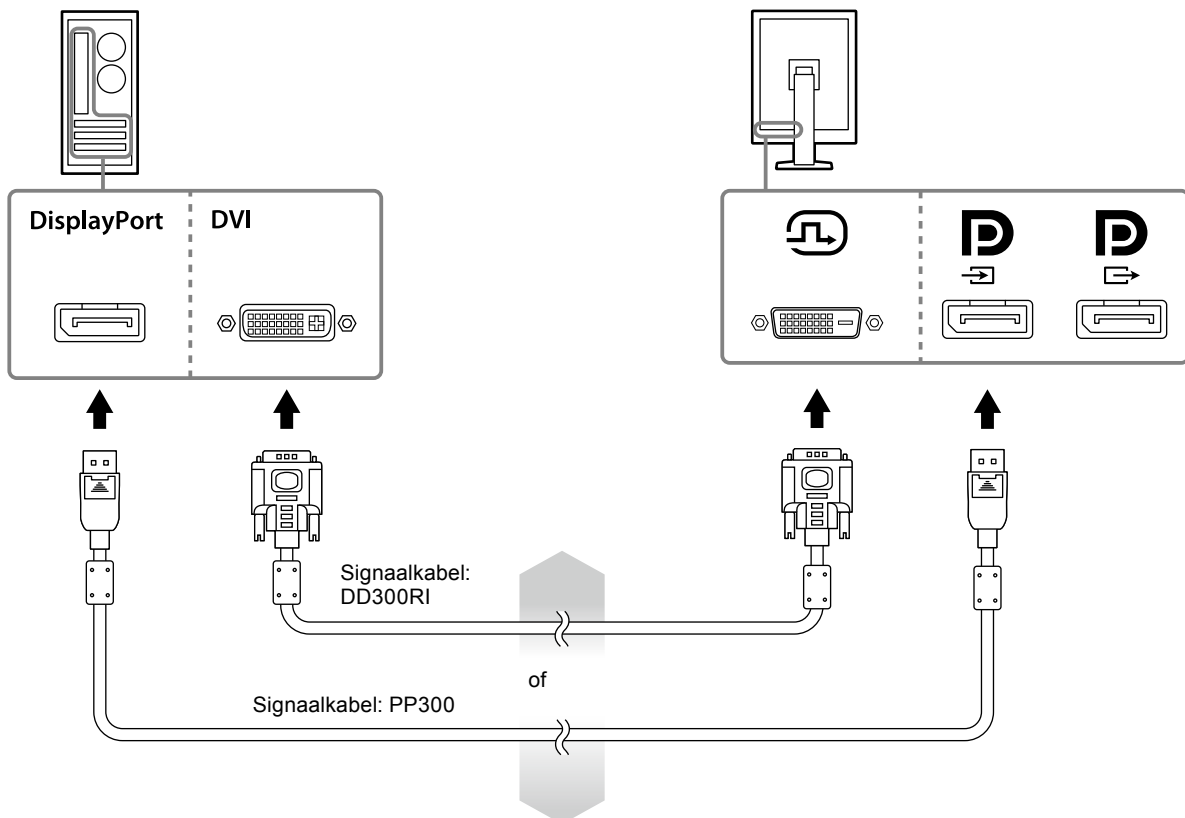 DisplayPort
DVI
Signaalkabel:
DD300RI
of
Signaalkabel: PP300